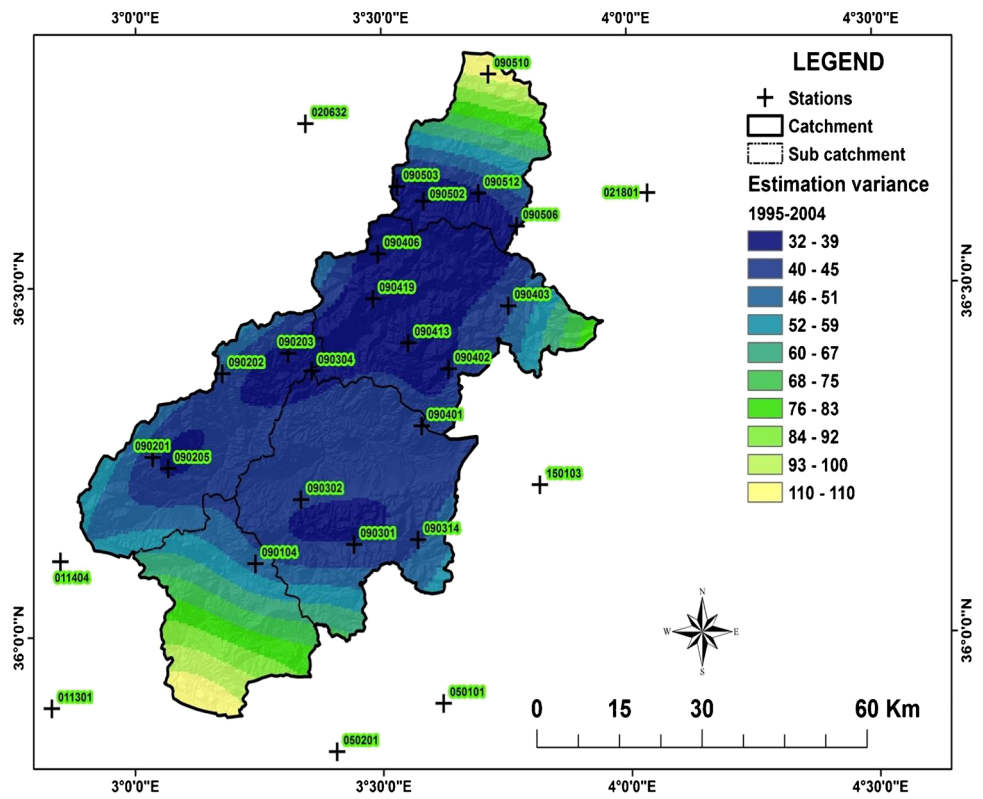 3°0'0"E 3°30'0"E 4°0'0"E 4°30'0"E
090510
020632
090503
090512
090502
021801
090506
090406
090419
090403
090413
090203
090304
090202
090402
090401
090201
090205
150103
090302
090301
090314
090104
011404
011301
050101
050201
36°30'0"N
36°0'0"N
36°30'0"N
36°0'0"N
LEGEND
Stations
Catchment
Sub catchment
Estimation variance
1995-2004
32 - 39
40 - 45
46 - 51
52 - 59
60 - 67
68 - 75
76 - 83
84 - 92
93 - 100
110 - 110
N
W E
S
0 15 30 60 Km
3°0'0"E 3°30'0"E 4°0'0"E 4°30'0"E